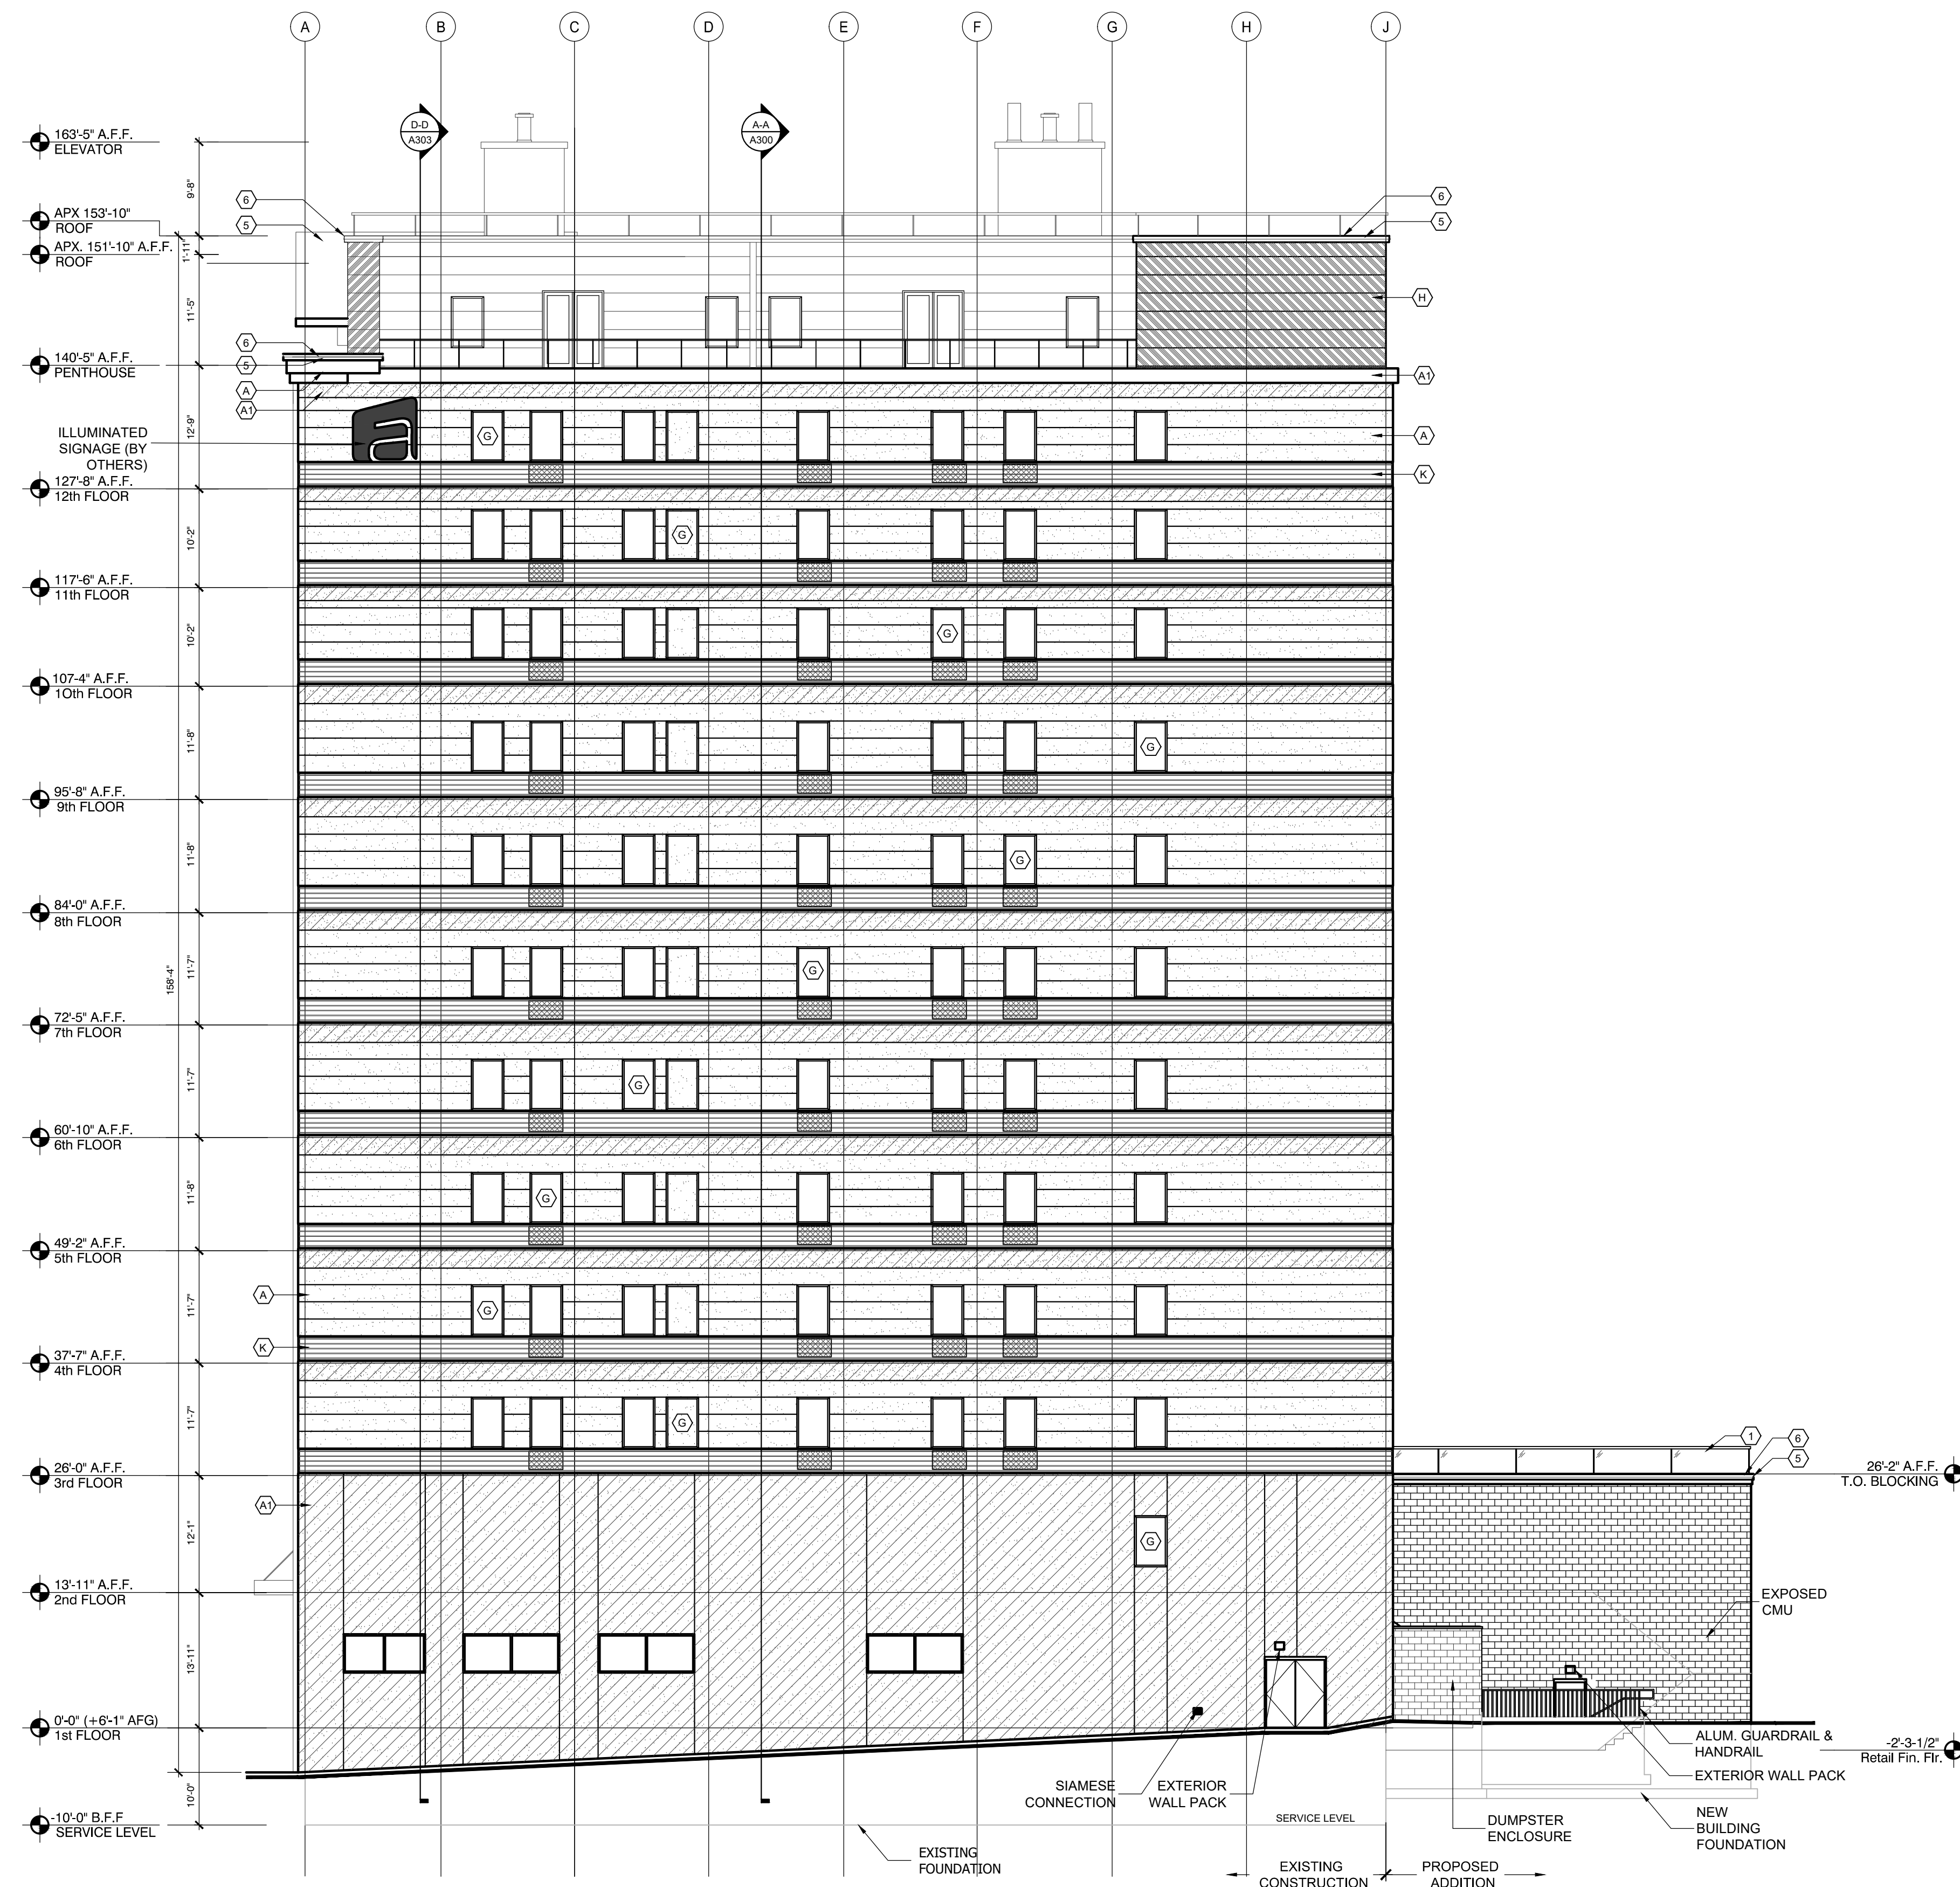 A
B
C
D
E
F
G
H
J
D-D
A303
A-A
A300
163'-5" A.F.F.
ELEVATOR
9'-8"
6
6
APX 153'-10"
ROOF
5
5
APX. 151'-10" A.F.F.
ROOF
1'-11"
11'-5"
H
6
140'-5" A.F.F.
PENTHOUSE
5
A1
A
A1
12'-9"
ILLUMINATED
SIGNAGE (BY
OTHERS)
G
A
K
127'-8" A.F.F.
12th FLOOR
10'-2"
G
117'-6" A.F.F.
11th FLOOR
10'-2"
G
107-4" A.F.F.
10th FLOOR
11'-8"
G
95'-8" A.F.F.
9th FLOOR
11'-8"
G
84'-0" A.F.F.
8th FLOOR
158'-4"
11'-7"
G
72'-5" A.F.F.
7th FLOOR
11'-7"
G
60'-10" A.F.F.
6th FLOOR
11'-8"
G
49'-2" A.F.F.
5th FLOOR
A
11'-7"
G
K
37'-7" A.F.F.
4th FLOOR
11'-7"
G
1
6
5
26'-0" A.F.F.
3rd FLOOR
26'-2" A.F.F.
T.O. BLOCKING
A1
12'-1"
G
13'-11" A.F.F.
2nd FLOOR
EXPOSED
CMU
13'-11"
0'-0" (+6'-1" AFG)
1st FLOOR
ALUM. GUARDRAIL &
HANDRAIL
-2'-3-1/2"
Retail Fin. Flr.
EXTERIOR WALL PACK
10'-0"
SIAMESE
CONNECTION
EXTERIOR
WALL PACK
-10'-0" B.F.F
SERVICE LEVEL
SERVICE LEVEL
DUMPSTER
ENCLOSURE
NEW
BUILDING
FOUNDATION
EXISTING
FOUNDATION
EXISTING
CONSTRUCTION
PROPOSED
ADDITION